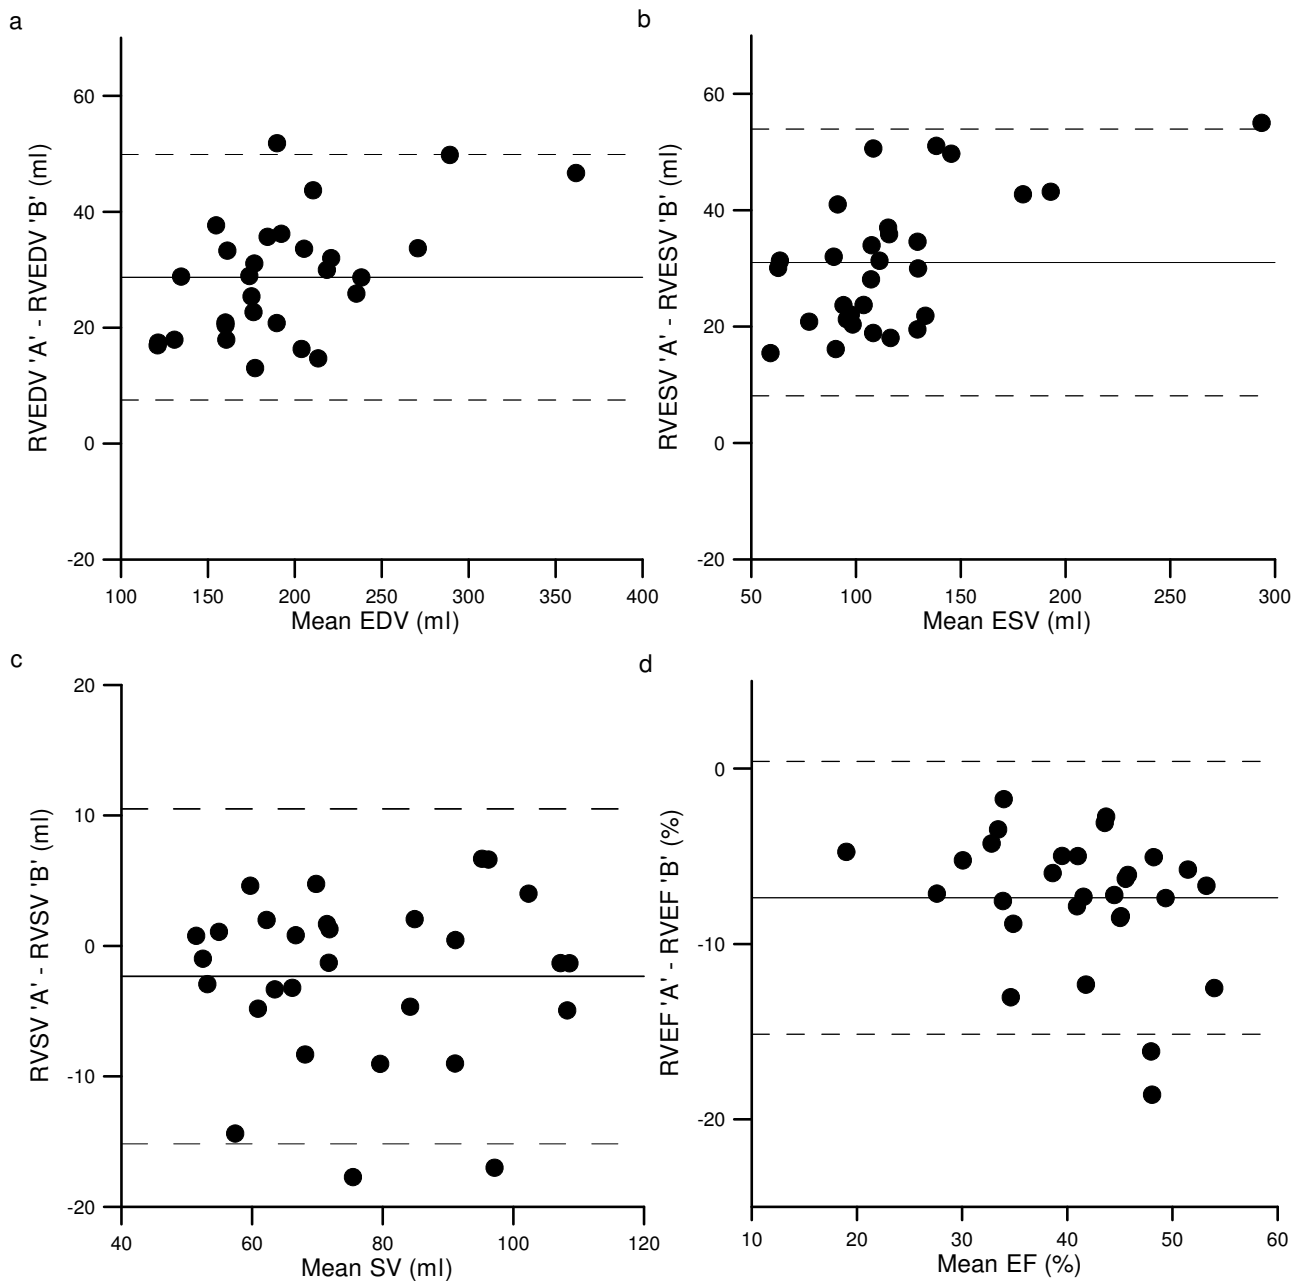 a
60
40
20
0
-20
RVEDV 'A' - RVEDV 'B' (ml)
100 150 200 250 300 350 400
Mean EDV (ml)
b
60
40
20
0
-20
RVESV 'A' - RVESV 'B' (ml)
50 100 150 200 250 300
Mean ESV (ml)
c
20
10
0
-10
-20
RVSV 'A' - RVSV 'B' (ml)
40 60 80 100 120
Mean SV (ml)
d
0
-10
-20
RVEF 'A' - RVEF 'B' (%)
10 20 30 40 50 60
Mean EF (%)